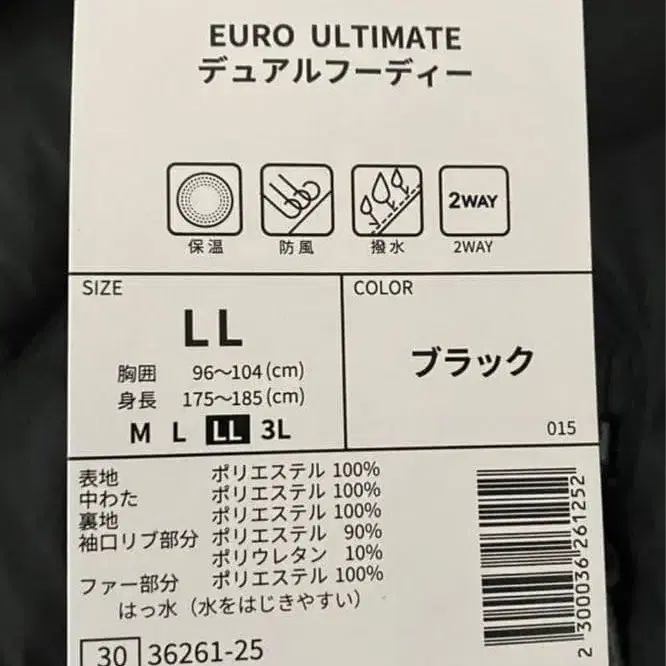 EURO ULTIMATE
デュアルフーディー
2WAY
保温 防風 撥水 2WAY
SIZE
LL
胸囲 96〜104(cm)
身長 175〜185(cm)
M L LL 3L
COLOR
ブラック
015
表地 ポリエステル 100%
中わた ポリエステル 100%
裏地 ポリエステル 100%
袖口リブ部分 ポリエステル 90%
ポリウレタン 10%
ファー部分 ポリエステル 100%
はっ水（水をはじきやすい）
30 36261-25
2 300036 261252